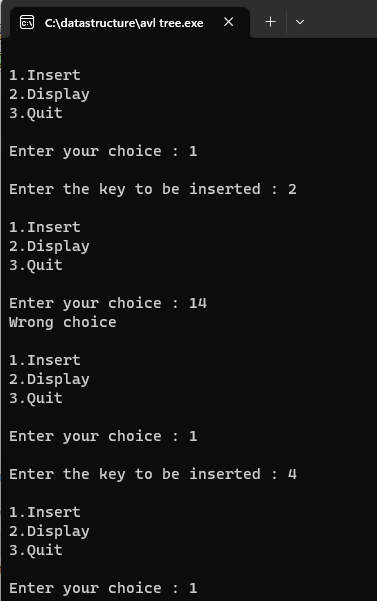 C:\datastructure\avl tree.exe
1.Insert
2.Display
3.Quit
Enter your choice : 1
Enter the key to be inserted : 2
1.Insert
2.Display
3.Quit
Enter your choice : 14
Wrong choice
1.Insert
2.Display
3.Quit
Enter your choice : 1
Enter the key to be inserted : 4
1.Insert
2.Display
3.Quit
Enter your choice : 1